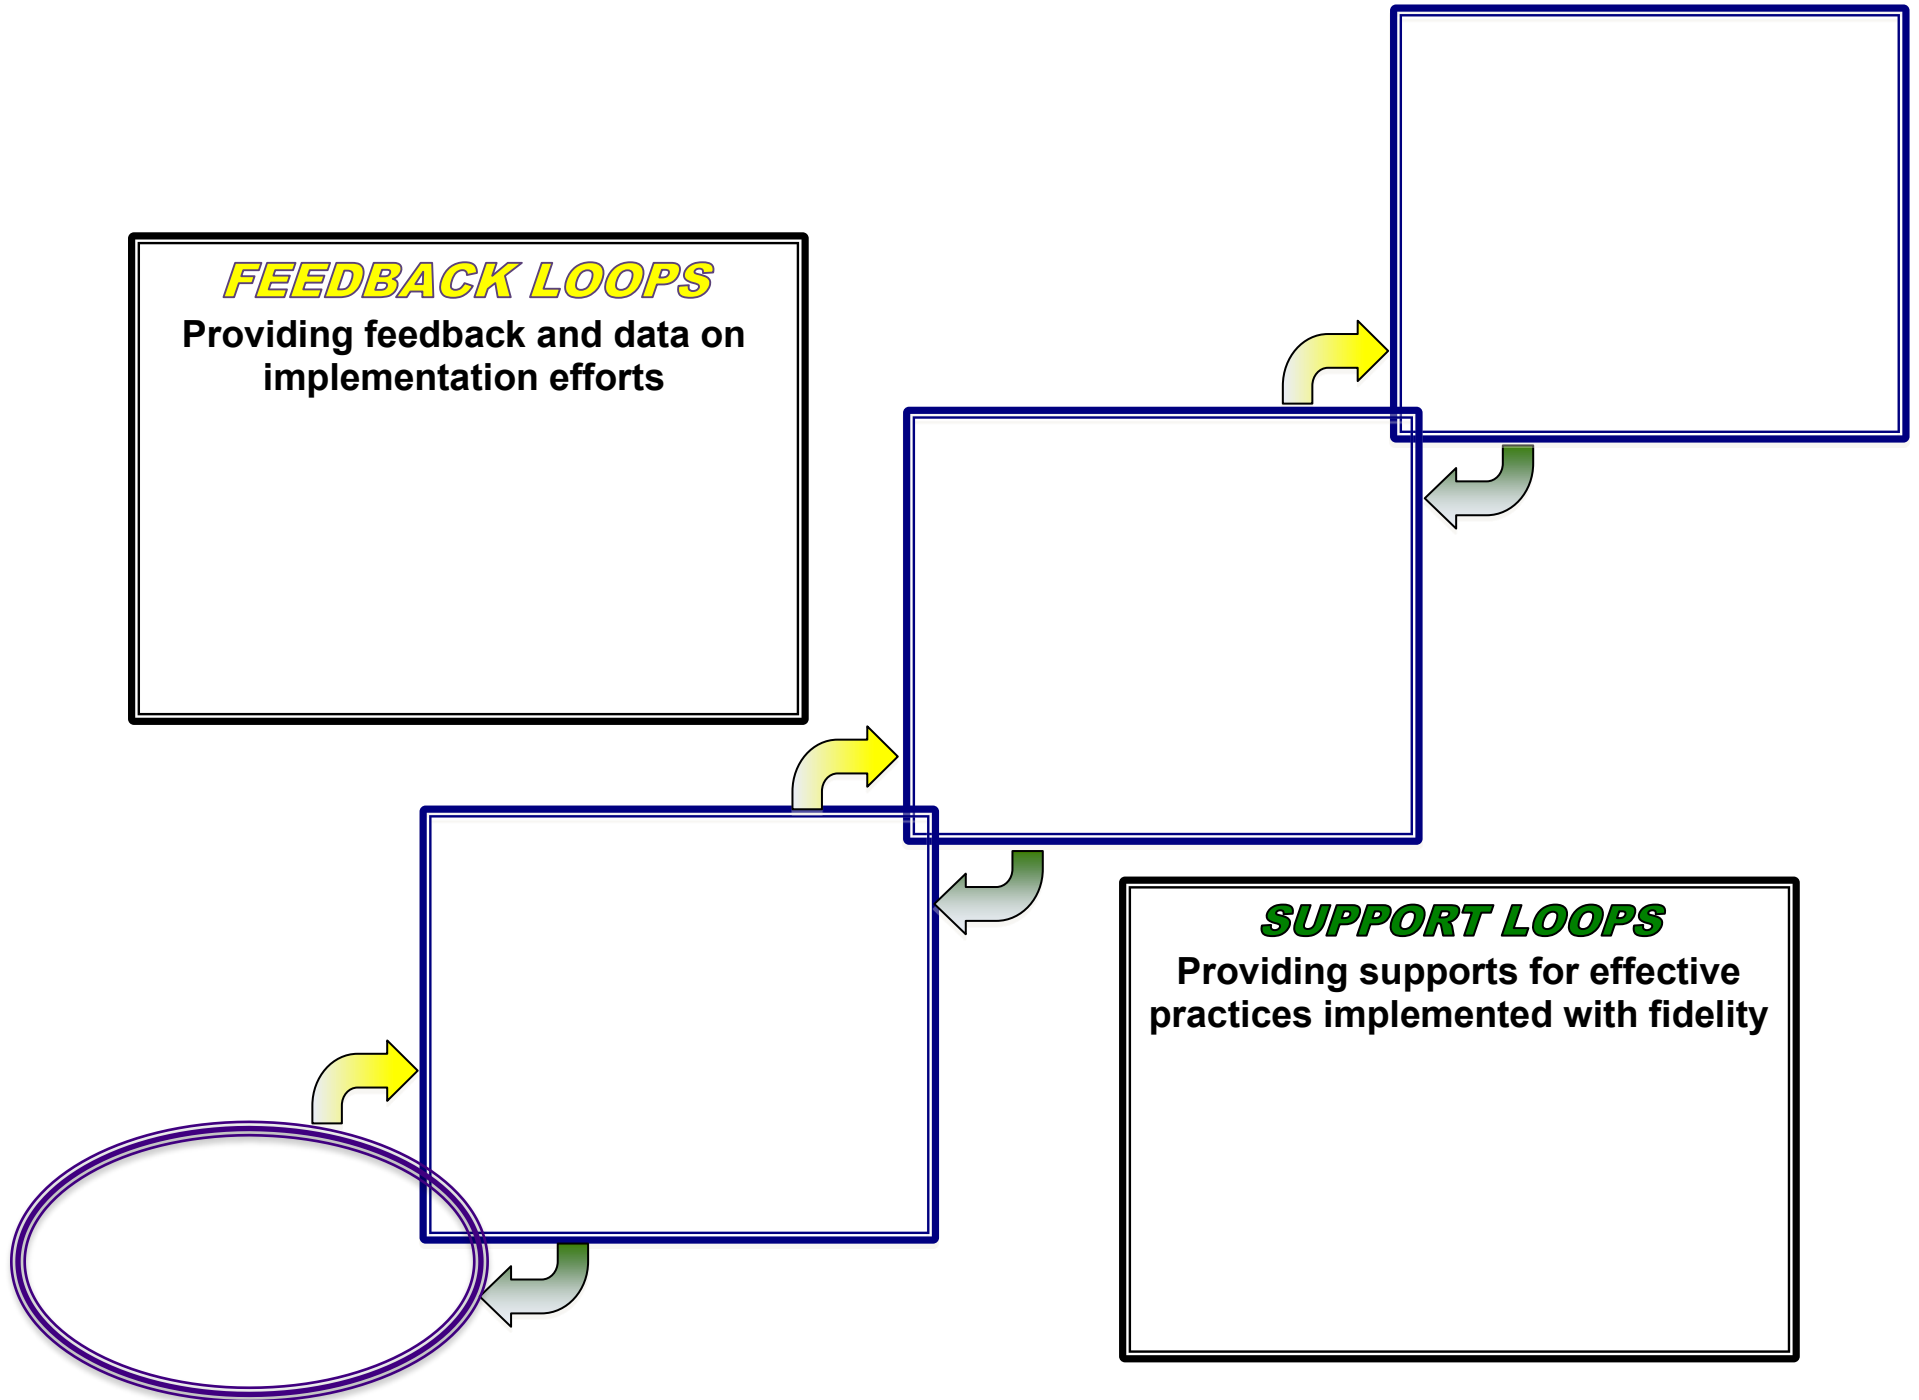 FEEDBACK LOOPS
Providing feedback and data on
implementation efforts
SUPPORT LOOPS
Providing supports for effective
practices implemented with fidelity